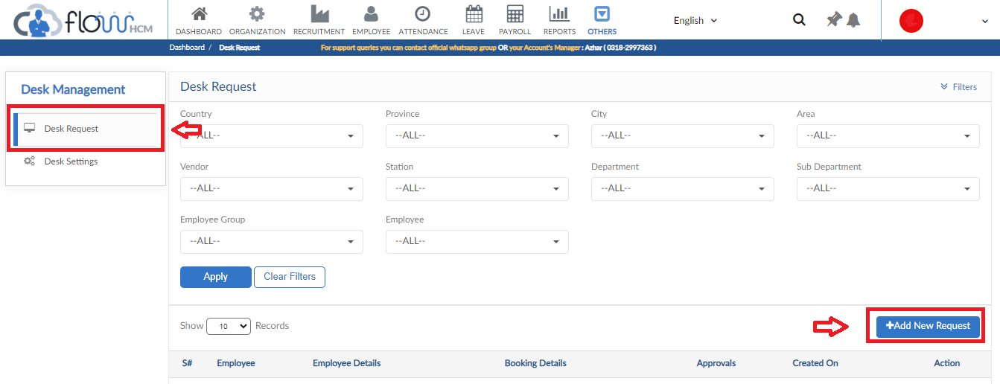 flowHCM
DASHBOARD ORGANIZATION RECRUITMENT EMPLOYEE ATTENDANCE LEAVE PAYROLL REPORTS OTHERS
English
Dashboard / Desk Request For support queries you can contact official whatsapp group OR your Account's Manager : Azhar ( 0318-2997363 )
Desk Management
Desk Request
Desk Settings
Desk Request
Filters
Country Province City Area
--ALL-- --ALL-- --ALL-- --ALL--
Vendor Station Department Sub Department
--ALL-- --ALL-- --ALL-- --ALL--
Employee Group Employee
--ALL-- --ALL--
Apply Clear Filters
Show 10 Records
+Add New Request
S# Employee Employee Details Booking Details Approvals Created On Action